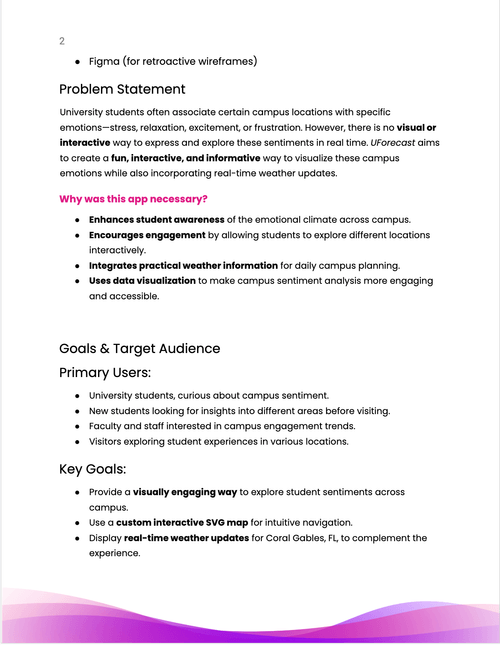 2
● Figma (for retroactive wireframes)
Problem Statement
University students often associate certain campus locations with specific
emotions—stress, relaxation, excitement, or frustration. However, there is no visual or
interactive way to express and explore these sentiments in real time. UForecast aims
to create a fun, interactive, and informative way to visualize these campus
emotions while also incorporating real-time weather updates.
Why was this app necessary?
● Enhances student awareness of the emotional climate across campus.
● Encourages engagement by allowing students to explore different locations
interactively.
● Integrates practical weather information for daily campus planning.
● Uses data visualization to make campus sentiment analysis more engaging
and accessible.
Goals & Target Audience
Primary Users:
● University students, curious about campus sentiment.
● New students looking for insights into different areas before visiting.
● Faculty and staff interested in campus engagement trends.
● Visitors exploring student experiences in various locations.
Key Goals:
● Provide a visually engaging way to explore student sentiments across
campus.
● Use a custom interactive SVG map for intuitive navigation.
● Display real-time weather updates for Coral Gables, FL, to complement the
experience.